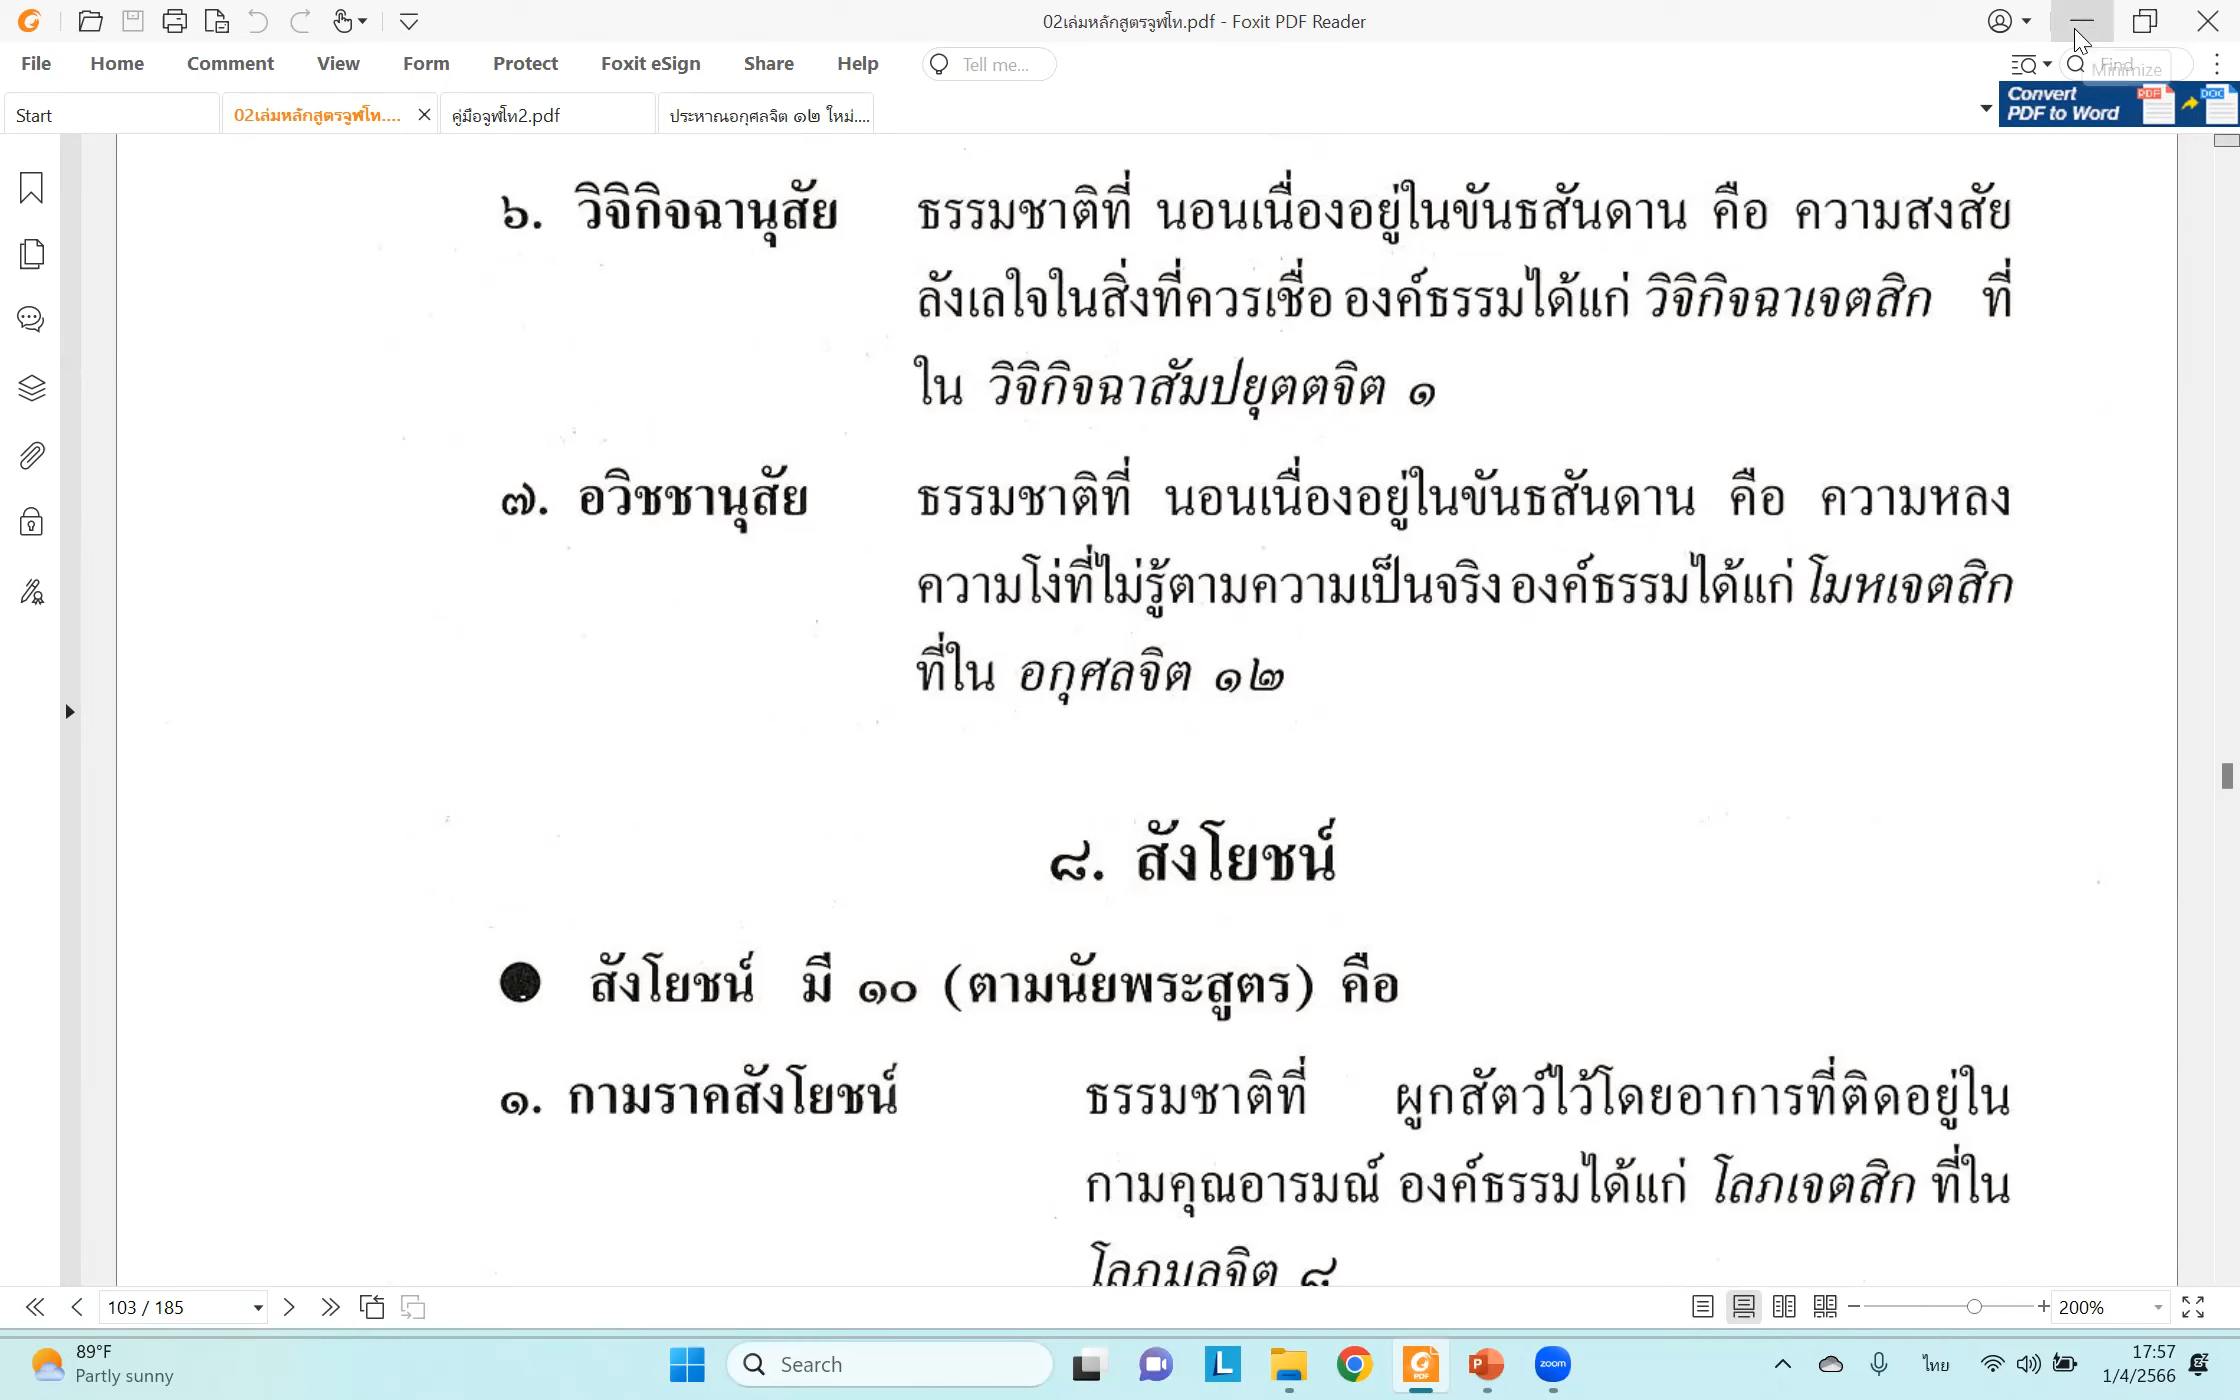 02เล่มหลักสูตรจูฬโท.pdf - Foxit PDF Reader
File Home Comment View Form Protect Foxit eSign Share Help Tell me... Find
Minimize
Start 02เล่มหลักสูตรจูฬโท.... คู่มือจูฬโท2.pdf ประหาณอกุศลจิต ๑๒ ใหม่....
Convert PDF DOC
PDF to Word
๖. วิจิกิจฉานุสัย ธรรมชาติที่ นอนเนื่องอยู่ในขันธสันดาน คือ ความสงสัย
ลังเลใจในสิ่งที่ควรเชื่อ องค์ธรรมได้แก่ วิจิกิจฉาเจตสิก ที่
ใน วิจิกิจฉาสัมปยุตตจิต ๑
๗. อวิชชานุสัย ธรรมชาติที่ นอนเนื่องอยู่ในขันธสันดาน คือ ความหลง
ความโง่ที่ไม่รู้ตามความเป็นจริง องค์ธรรมได้แก่ โมหเจตสิก
ที่ใน อกุศลจิต ๑๒
๘. สังโยชน์
● สังโยชน์ มี ๑๐ (ตามนัยพระสูตร) คือ
๑. กามราคสังโยชน์ ธรรมชาติที่ ผูกสัตว์ไว้โดยอาการที่ติดอยู่ใน
กามคุณอารมณ์ องค์ธรรมได้แก่ โลภเจตสิก ที่ใน
โลภมูลจิต ๘
103 / 185 200%
89°F
Partly sunny
Search
zoom
ไทย
17:57
1/4/2566